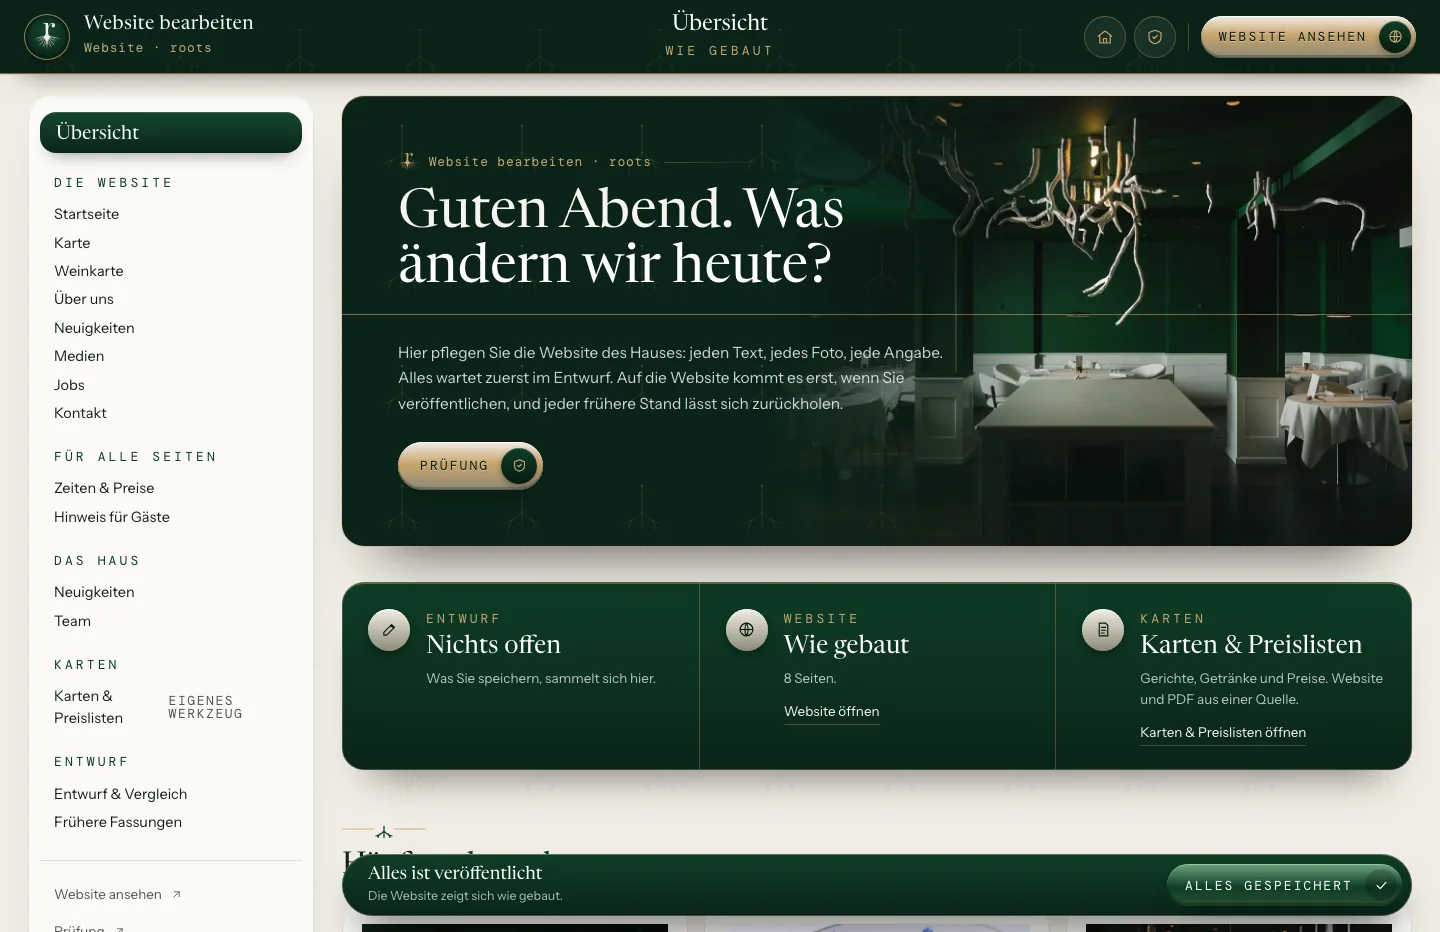 Website bearbeiten
Website · roots
Übersicht
WIE GEBAUT
WEBSITE ANSEHEN
Übersicht
DIE WEBSITE
Startseite
Karte
Weinkarte
Über uns
Neuigkeiten
Medien
Jobs
Kontakt
FÜR ALLE SEITEN
Zeiten & Preise
Hinweis für Gäste
DAS HAUS
Neuigkeiten
Team
KARTEN
Karten &
Preislisten
EIGENES
WERKZEUG
ENTWURF
Entwurf & Vergleich
Frühere Fassungen
Website ansehen
Prüfung
Website bearbeiten · roots
Guten Abend. Was
ändern wir heute?
Hier pflegen Sie die Website des Hauses: jeden Text, jedes Foto, jede Angabe.
Alles wartet zuerst im Entwurf. Auf die Website kommt es erst, wenn Sie
veröffentlichen, und jeder frühere Stand lässt sich zurückholen.
PRÜFUNG
ENTWURF
Nichts offen
Was Sie speichern, sammelt sich hier.
WEBSITE
Wie gebaut
8 Seiten.
Website öffnen
KARTEN
Karten & Preislisten
Gerichte, Getränke und Preise. Website
und PDF aus einer Quelle.
Karten & Preislisten öffnen
Alles ist veröffentlicht
Die Website zeigt sich wie gebaut.
ALLES GESPEICHERT